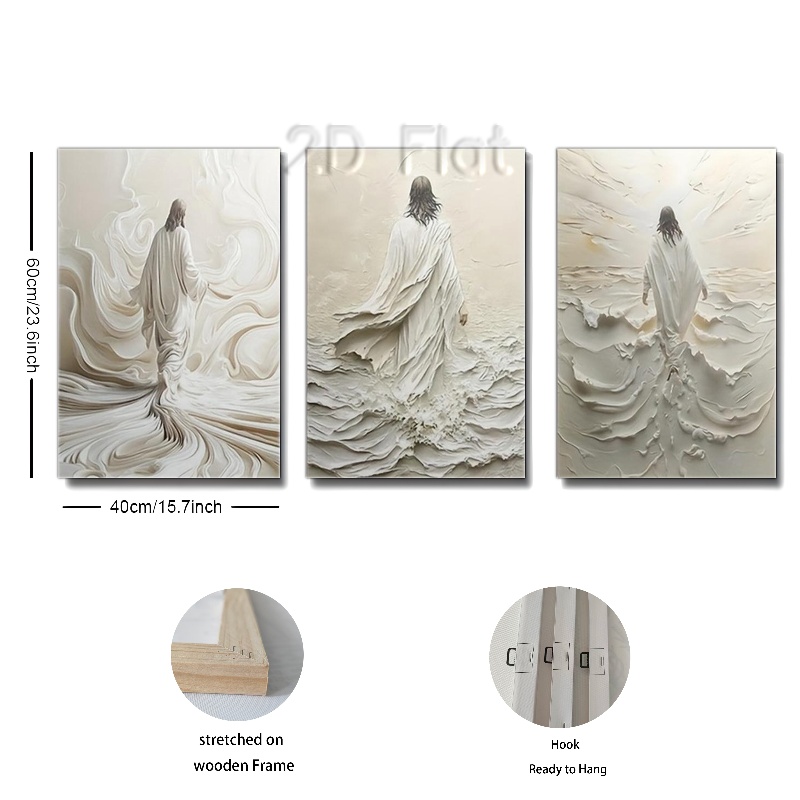 2D Flat
60cm/23.6inch
40cm/15.7inch
stretched on
wooden Frame
Hook
Ready to Hang